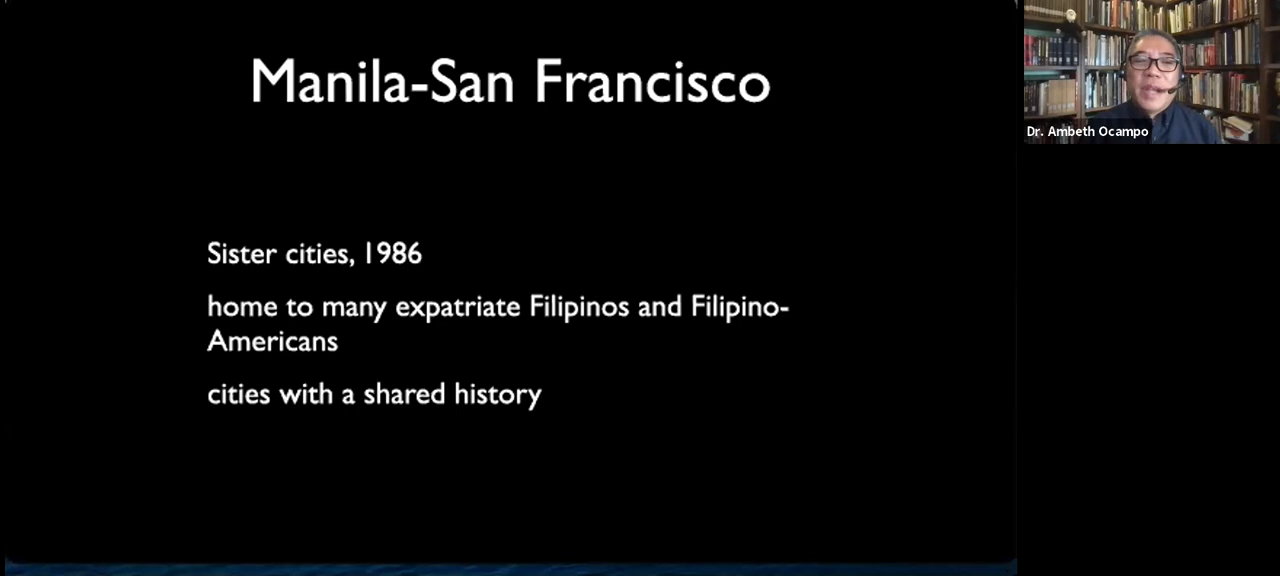 Manila-San Francisco
Sister cities, 1986
home to many expatriate Filipinos and Filipino-
Americans
cities with a shared history
Dr. Ambeth Ocampo